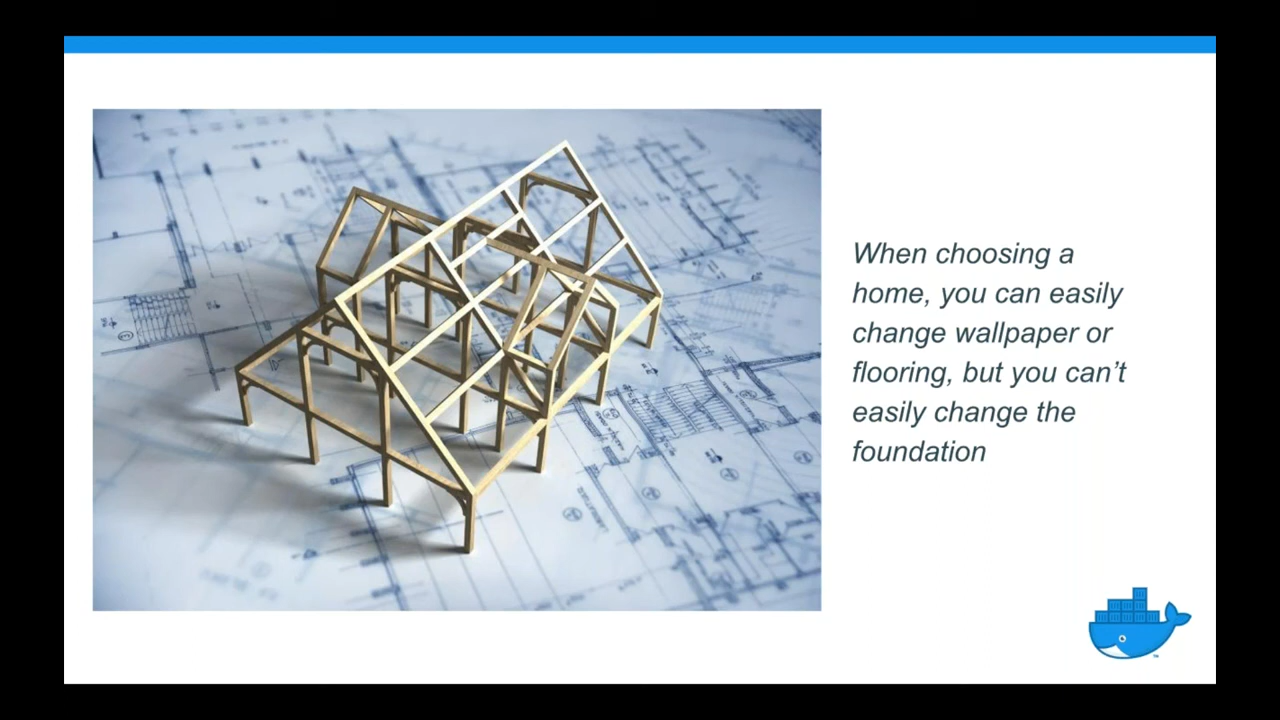 When choosing a
home, you can easily
change wallpaper or
flooring, but you can’t
easily change the
foundation